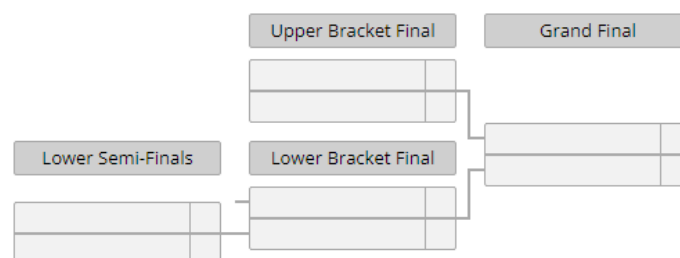 Upper Bracket Final
Grand Final
Lower Semi-Finals
Lower Bracket Final